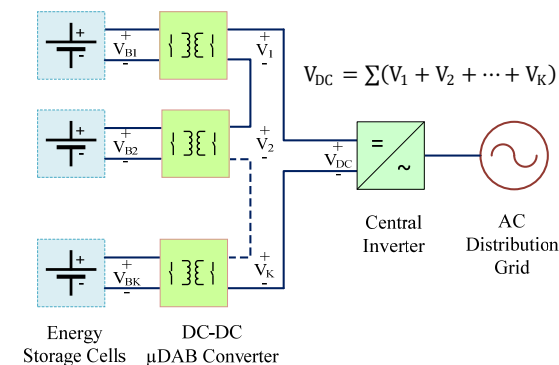 +
-
+
V_B1
-
+
V_1
-
V_DC = ∑(V_1 + V_2 + ⋯ + V_K)
+
-
+
V_B2
-
+
V_2
-
+
V_DC
-
=
~
+
-
+
V_BK
-
+
V_K
-
Central
Inverter
AC
Distribution
Grid
Energy
Storage Cells
DC-DC
µDAB Converter